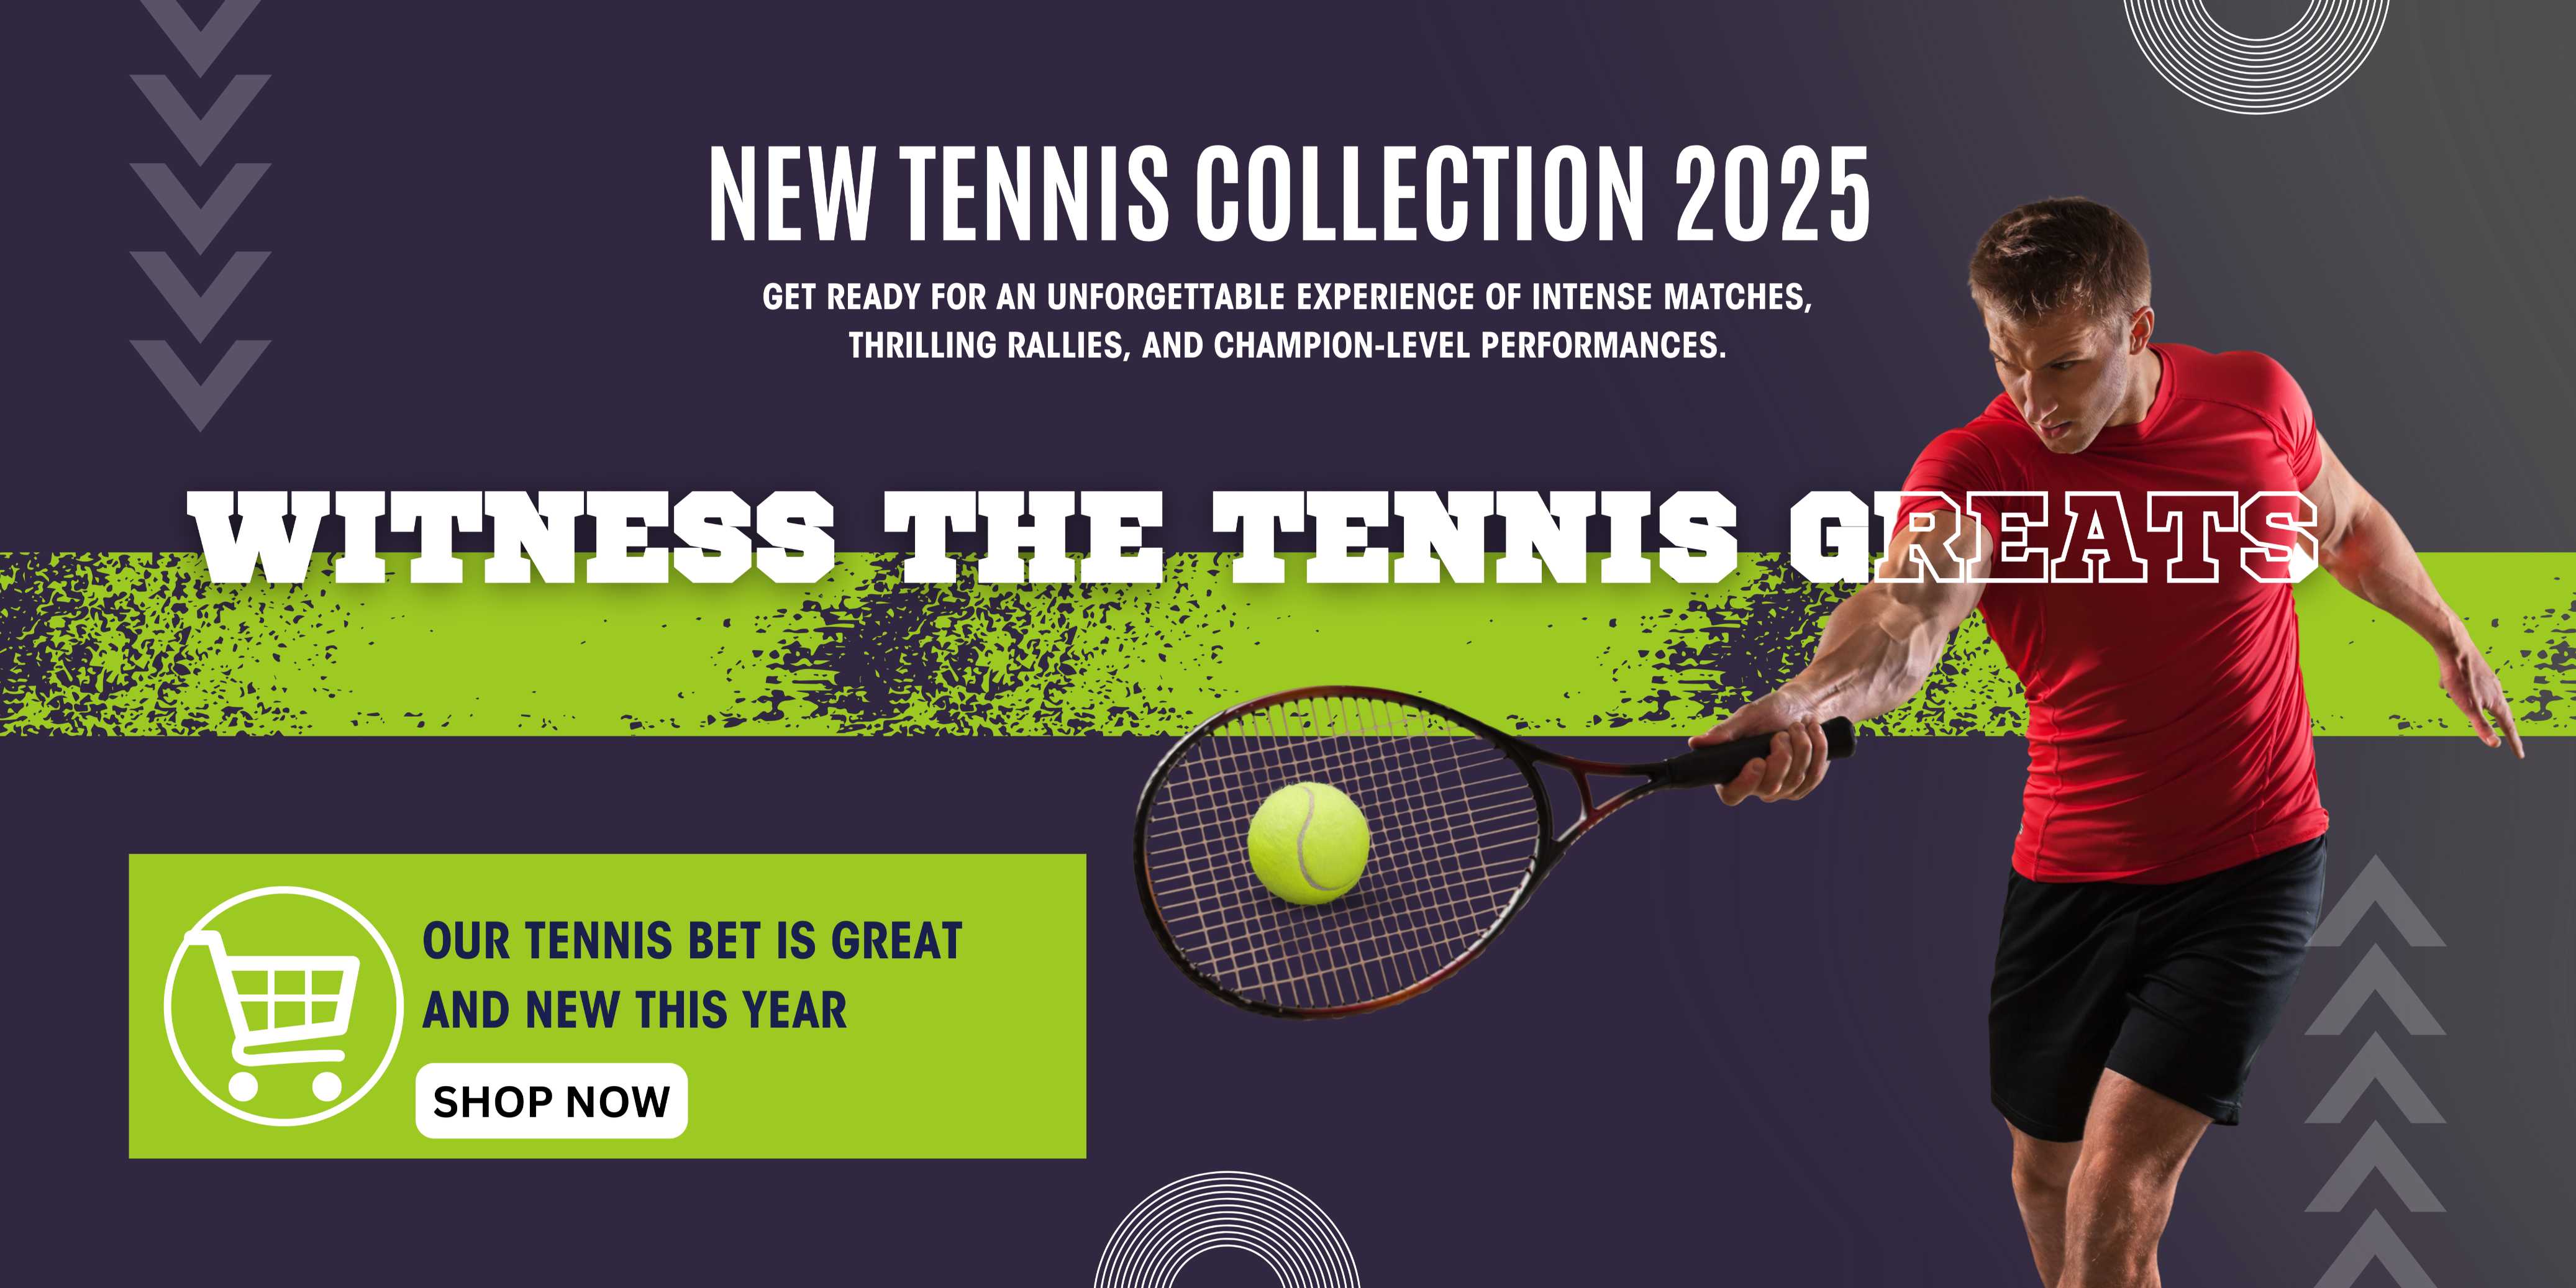 NEW TENNIS COLLECTION 2025
GET READY FOR AN UNFORGETTABLE EXPERIENCE OF INTENSE MATCHES,
THRILLING RALLIES, AND CHAMPION-LEVEL PERFORMANCES.
WITNESS THE TENNIS GREATS
OUR TENNIS BET IS GREAT
AND NEW THIS YEAR
SHOP NOW